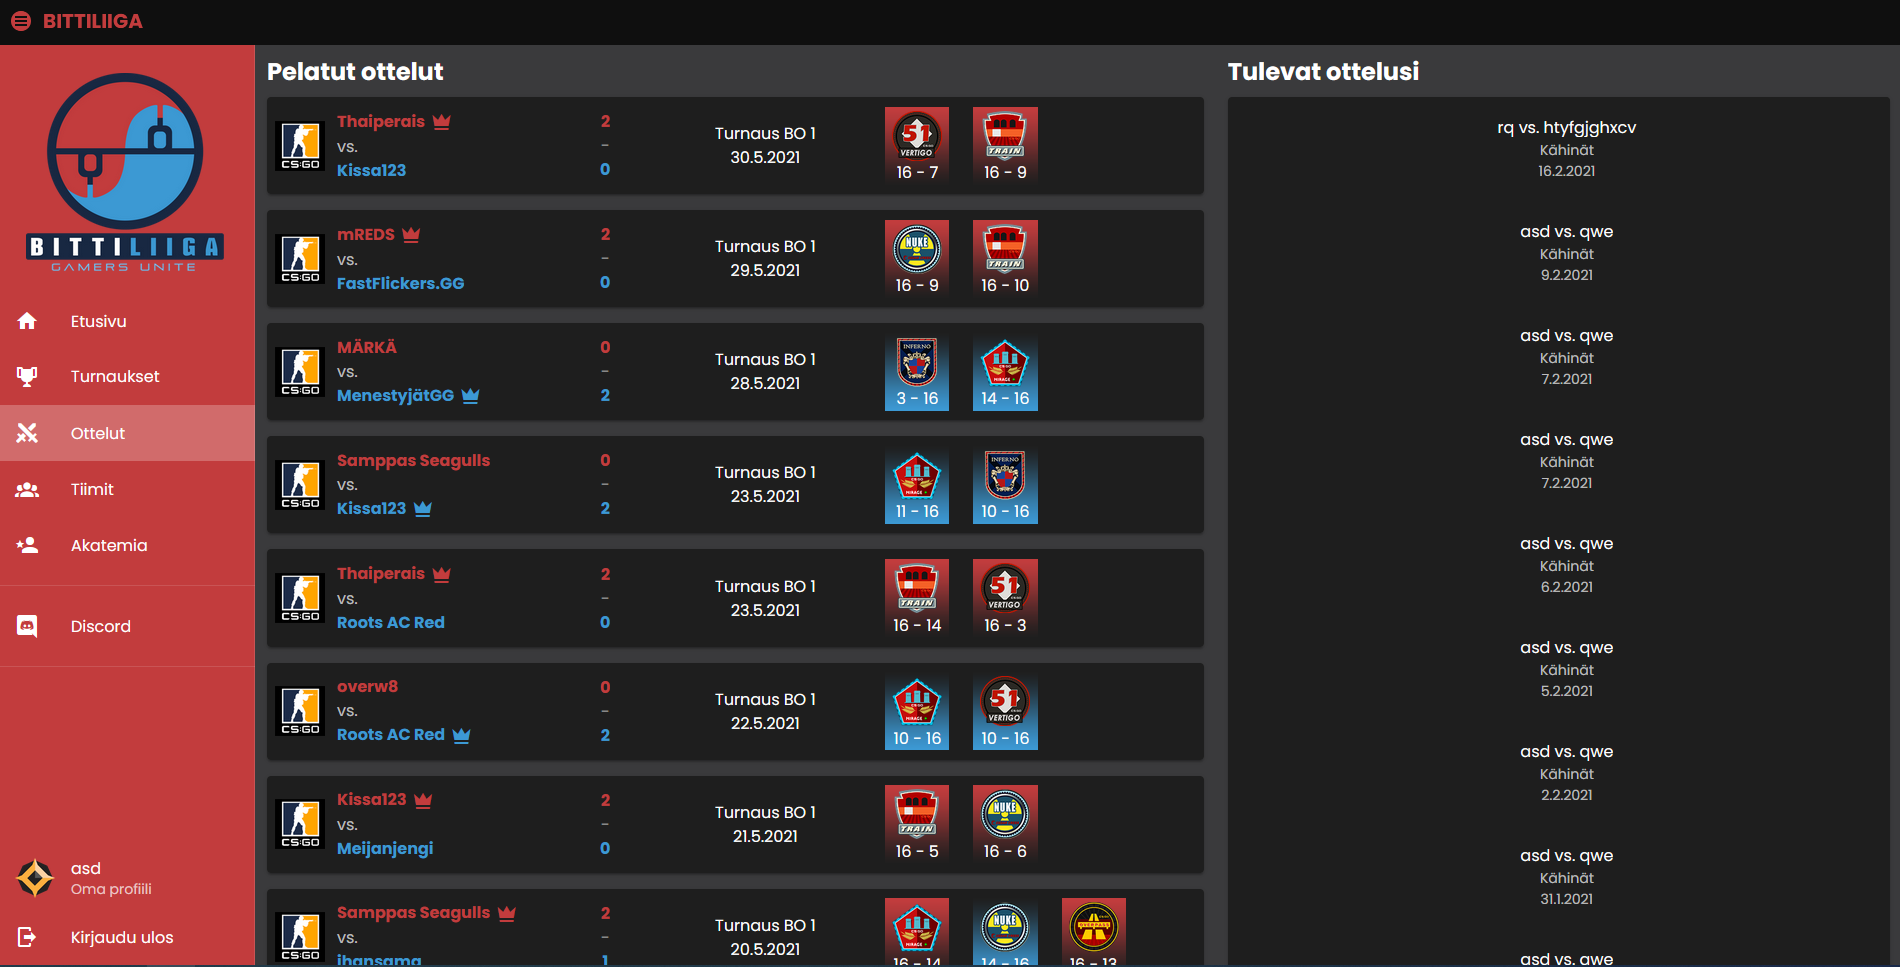 BITTILIIGA
BITTILIIGA
GAMERS UNITE
Etusivu
Turnaukset
Ottelut
Tiimit
Akatemia
Discord
asd
Oma profiili
Kirjaudu ulos
Pelatut ottelut
CS:GO
Thaiperais 2
vs. -
Kissa123 0
Turnaus BO 1
30.5.2021
51 VERTIGO
16 - 7
TRAIN
16 - 9
CS:GO
mREDS 2
vs. -
FastFlickers.GG 0
Turnaus BO 1
29.5.2021
NUKE
16 - 9
TRAIN
16 - 10
CS:GO
MÄRKÄ 0
vs. -
MenestyjätGG 2
Turnaus BO 1
28.5.2021
INFERNO
3 - 16
MIRAGE
14 - 16
CS:GO
Samppas Seagulls 0
vs. -
Kissa123 2
Turnaus BO 1
23.5.2021
MIRAGE
11 - 16
INFERNO
10 - 16
CS:GO
Thaiperais 2
vs. -
Roots AC Red 0
Turnaus BO 1
23.5.2021
TRAIN
16 - 14
51 VERTIGO
16 - 3
CS:GO
overw8 0
vs. -
Roots AC Red 2
Turnaus BO 1
22.5.2021
MIRAGE
10 - 16
51 VERTIGO
10 - 16
CS:GO
Kissa123 2
vs. -
Meijanjengi 0
Turnaus BO 1
21.5.2021
TRAIN
16 - 5
NUKE
16 - 6
CS:GO
Samppas Seagulls 2
vs. -
ihansama 1
Turnaus BO 1
20.5.2021
MIRAGE
16 - 14
NUKE
14 - 16
16 - 13
Tulevat ottelusi
rq vs. htyfgjghxcv
Kähinät
16.2.2021
asd vs. qwe
Kähinät
9.2.2021
asd vs. qwe
Kähinät
7.2.2021
asd vs. qwe
Kähinät
7.2.2021
asd vs. qwe
Kähinät
6.2.2021
asd vs. qwe
Kähinät
5.2.2021
asd vs. qwe
Kähinät
2.2.2021
asd vs. qwe
Kähinät
31.1.2021
asd vs. qwe